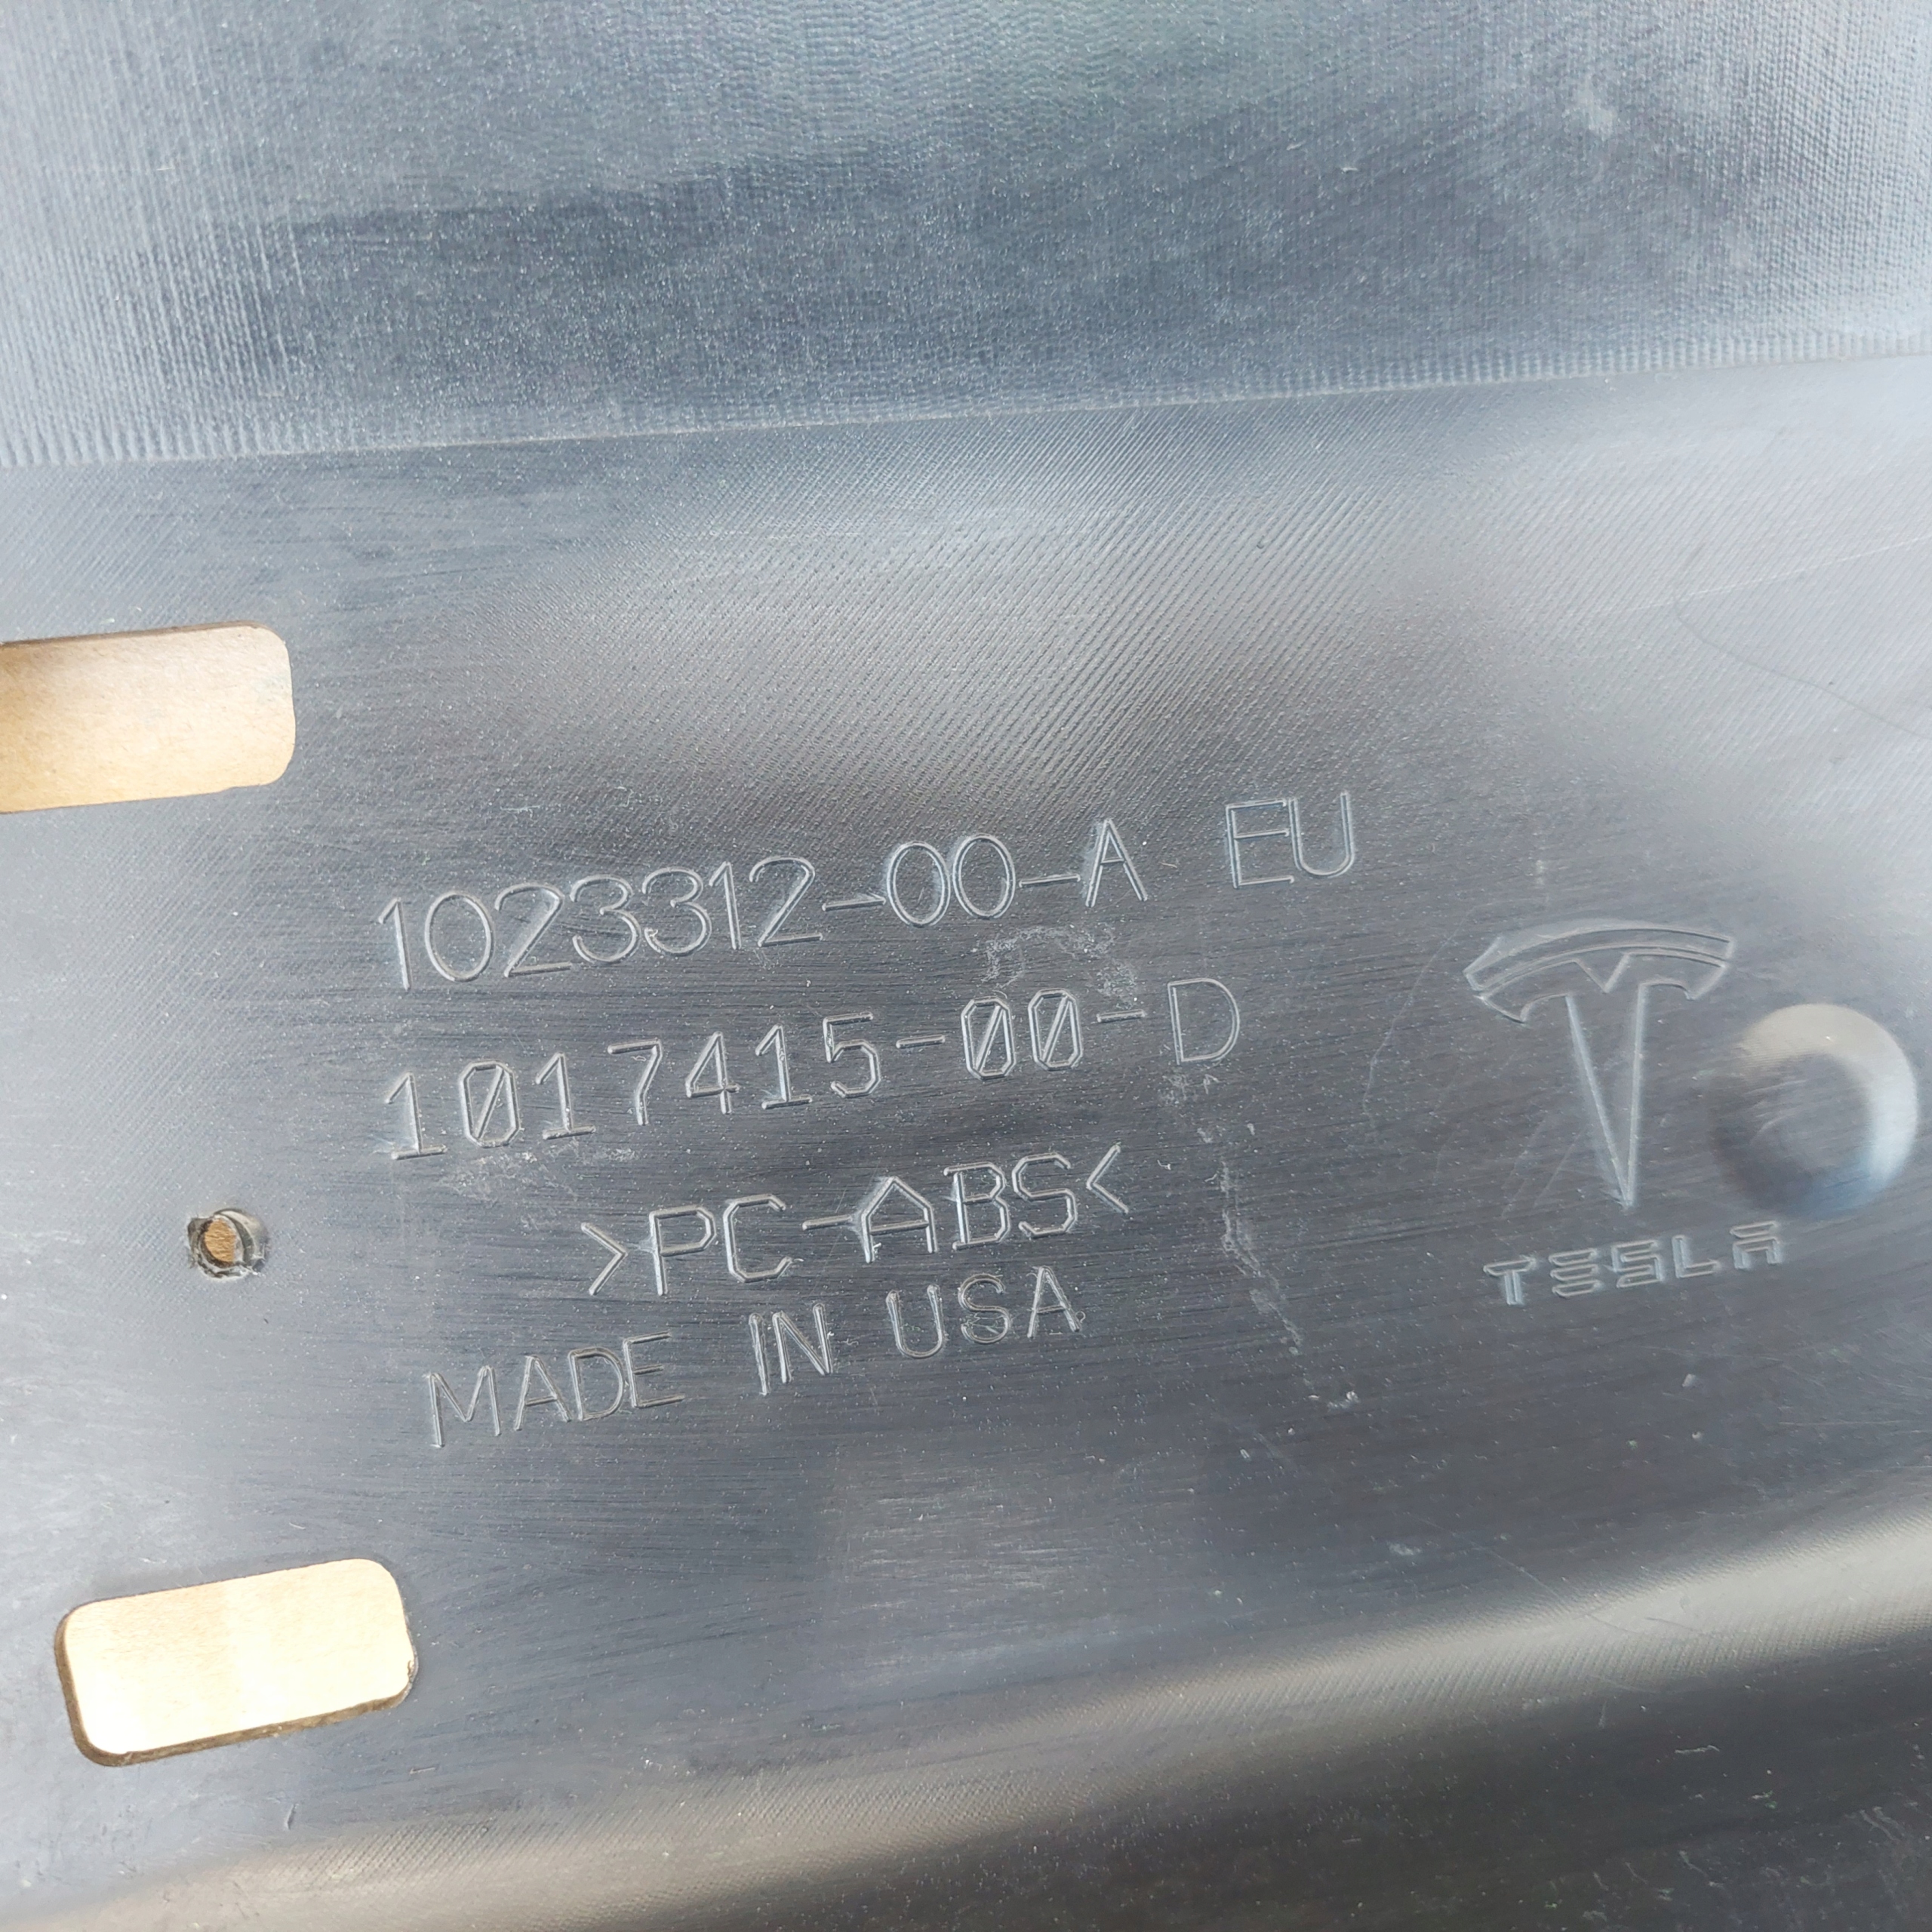 1023312-00-A EU
1017415-00-D
>PC-ABS<
MADE IN USA
TESLA